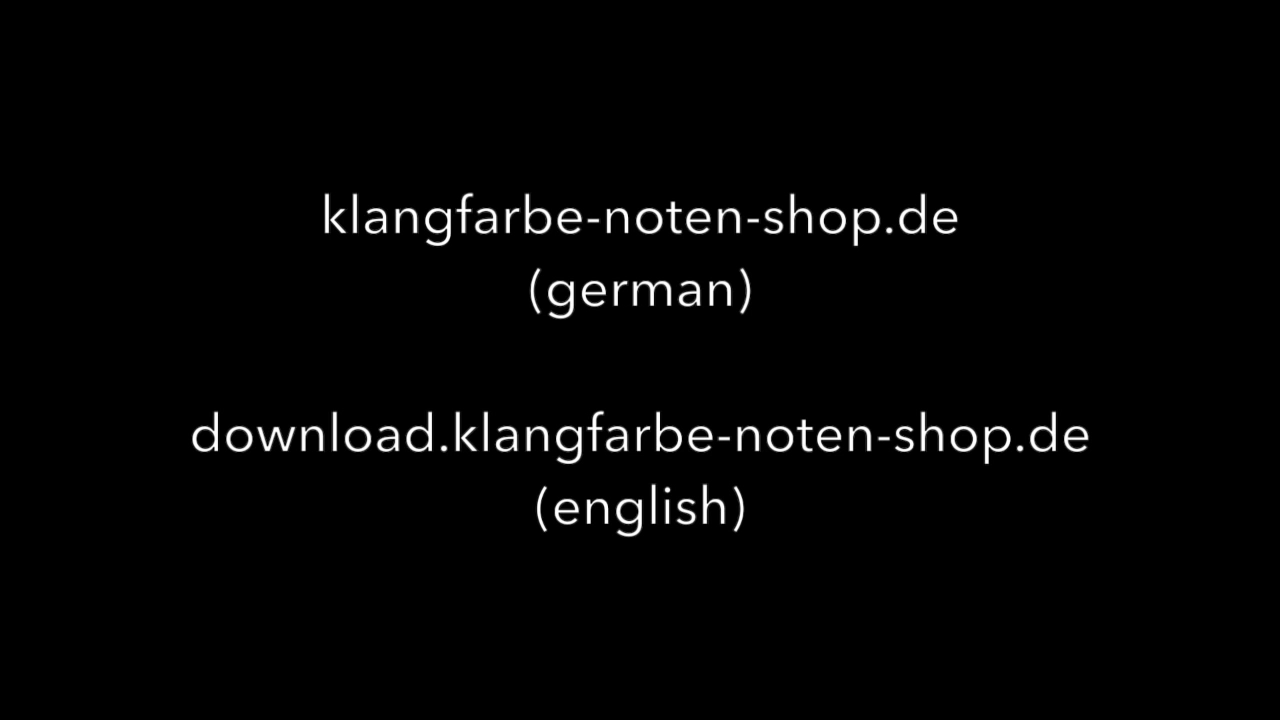 klangfarbe-noten-shop.de
(german)
download.klangfarbe-noten-shop.de
(english)